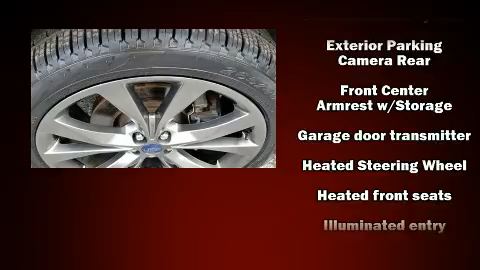 Exterior Parking
Camera Rear
Front Center
Armrest w/Storage
Garage door transmitter
Heated Steering Wheel
Heated front seats
Illuminated entry